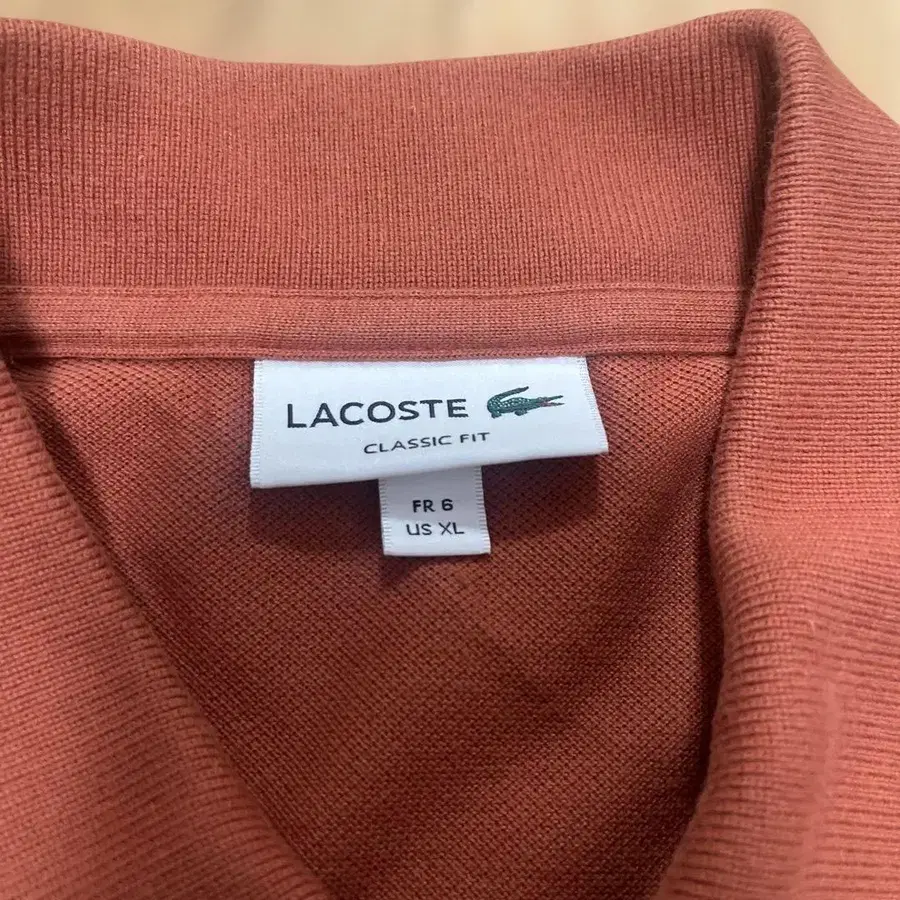 LACOSTE
CLASSIC FIT
FR 6
US XL